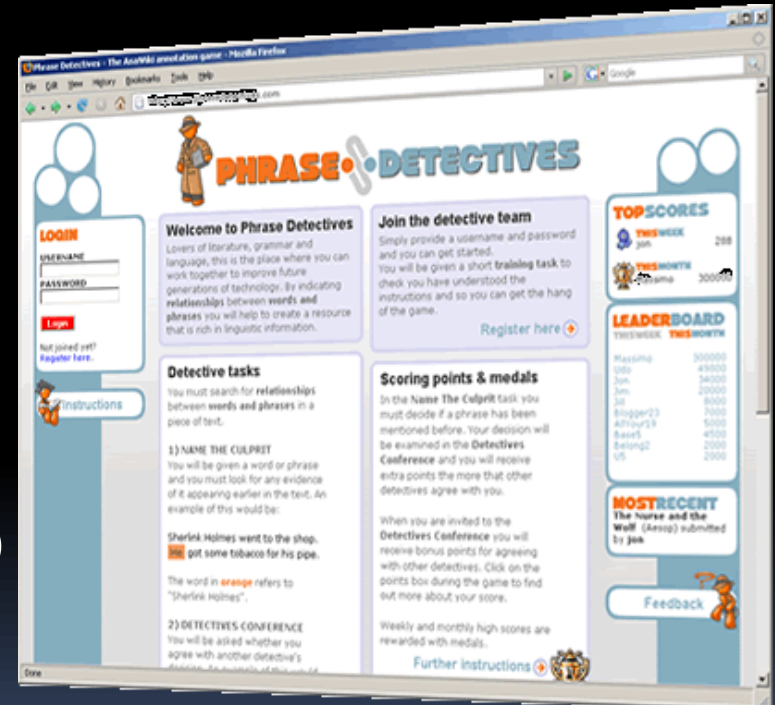 Phrase Detectives - The AnaWiki annotation game - Mozilla Firefox
File Edit View History Bookmarks Tools Help
.com
Google
PHRASE DETECTIVES
LOGIN
USERNAME
PASSWORD
Login
Not joined yet?
Register here.
Instructions
Welcome to Phrase Detectives
Lovers of literature, grammar and
language, this is the place where you can
work together to improve future
generations of technology. By indicating
relationships between words and
phrases you will help to create a resource
that is rich in linguistic information.
Detective tasks
You must search for relationships
between words and phrases in a
piece of text.
1) NAME THE CULPRIT
You will be given a word or phrase
and you must look for any evidence
of it appearing earlier in the text. An
example of this would be:
Sherlink Holmes went to the shop.
He got some tobacco for his pipe.
The word in orange refers to
"Sherlink Holmes".
2) DETECTIVES CONFERENCE
You will be asked whether you
agree with another detective's
Join the detective team
Simply provide a username and password
and you can get started.
You will be given a short training task to
check you have understood the
instructions and so you can get the hang
of the game.
Register here
Scoring points & medals
In the Name The Culprit task you
must decide if a phrase has been
mentioned before. Your decision will
be examined in the Detectives
Conference and you will receive
extra points the more that other
detectives agree with you.
When you are invited to the
Detectives Conference you will
receive bonus points for agreeing
with other detectives. Click on the
points box during the game to find
out more about your score.
Weekly and monthly high scores are
rewarded with medals.
Further instructions
TOPSCORES
THISWEEK
jon 288
THISMONTH
Massimo 300000
LEADERBOARD
THISWEEK THISMONTH
Massimo 300000
Udo 49000
Jon 34000
Jim 20000
Jill 8000
Blogger23 7000
AllYour19 5000
Base5 4500
Belong2 2000
U5 2000
MOSTRECENT
The Nurse and the
Wolf (Aesop) submitted
by jon
Feedback
Done
)